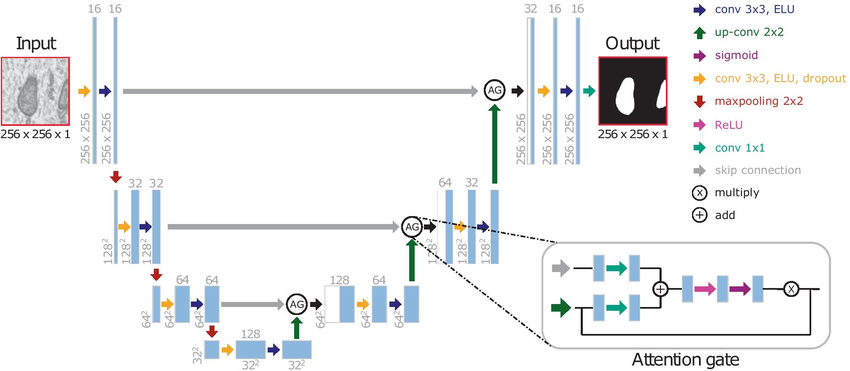 16 16
Input
256 x 256 x 1
256 x 256
256 x 256
AG
32 16 16
256 x 256
256 x 256
256 x 256
Output
256 x 256 x 1
conv 3x3, ELU
up-conv 2x2
sigmoid
conv 3x3, ELU, dropout
maxpooling 2x2
ReLU
conv 1x1
skip connection
X multiply
+ add
32 32
128²
128²
128²
AG
64 32
128²
128²
128²
64 64
64²
64²
64²
AG
128 64
64²
64²
64²
128
32²
32²
32²
+
X
Attention gate